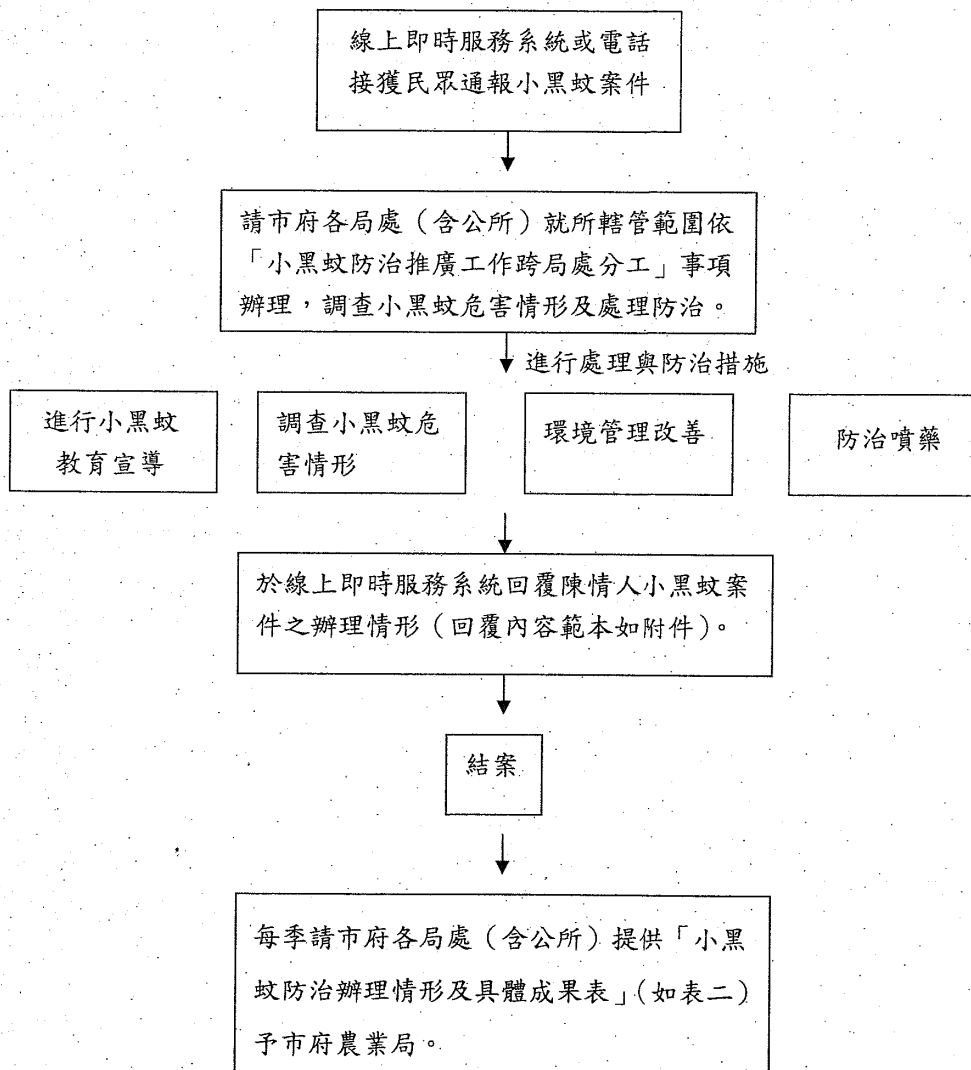 線上即時服務系統或電話
接獲民眾通報小黑蚊案件
請市府各局處（含公所）就所轄管範圍依
「小黑蚊防治推廣工作跨局處分工」事項
辦理，調查小黑蚊危害情形及處理防治。
進行處理與防治措施
進行小黑蚊
教育宣導
調查小黑蚊危
害情形
環境管理改善
防治噴藥
於線上即時服務系統回覆陳情人小黑蚊案
件之辦理情形（回覆內容範本如附件）。
結案
每季請市府各局處（含公所）提供「小黑
蚊防治辦理情形及具體成果表」（如表二）
予市府農業局。